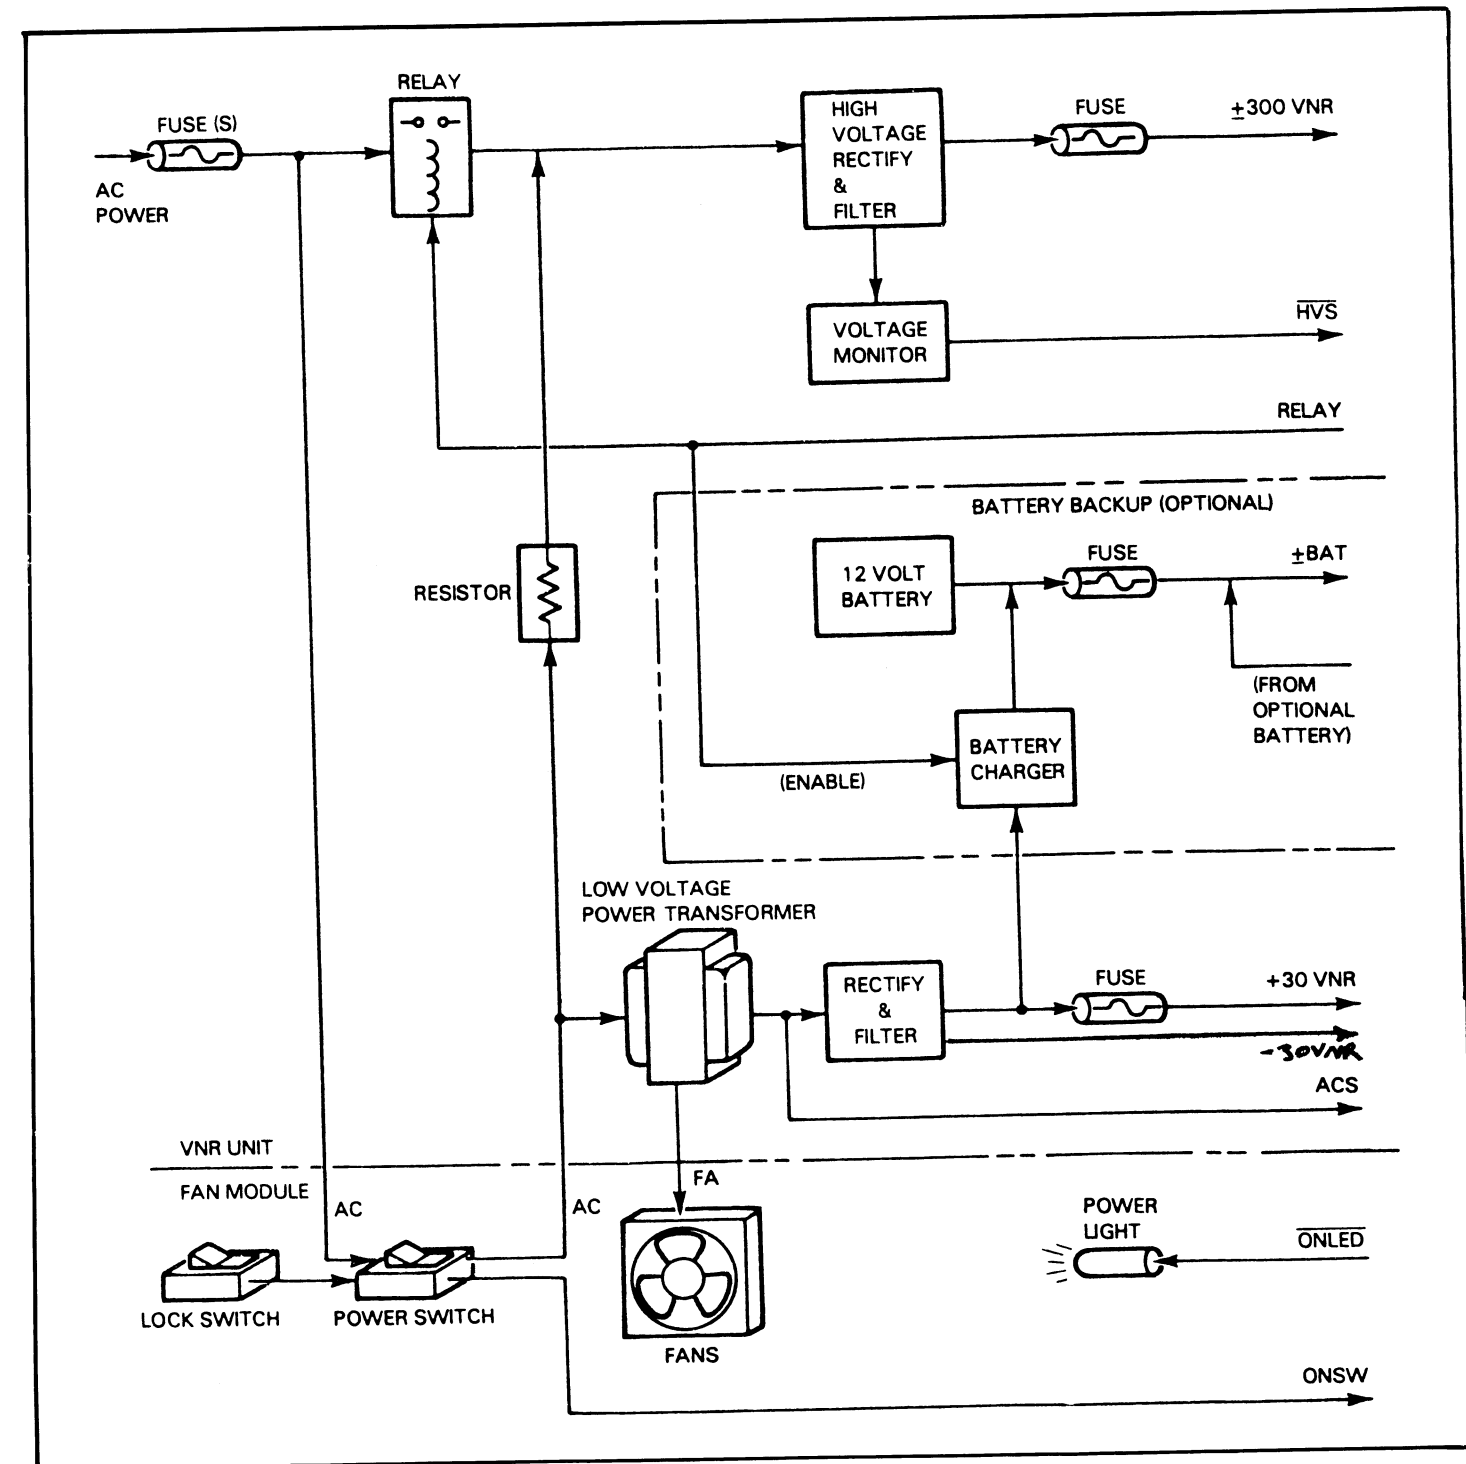 RELAY
FUSE (S)
AC
POWER
HIGH
VOLTAGE
RECTIFY
&
FILTER
FUSE
±300 VNR
VOLTAGE
MONITOR
HVS
RELAY
BATTERY BACKUP (OPTIONAL)
12 VOLT
BATTERY
FUSE
±BAT
RESISTOR
(FROM
OPTIONAL
BATTERY)
BATTERY
CHARGER
(ENABLE)
LOW VOLTAGE
POWER TRANSFORMER
RECTIFY
&
FILTER
FUSE
+30 VNR
-30VNR
ACS
VNR UNIT
FAN MODULE
AC
AC
FA
POWER
LIGHT
ONLED
LOCK SWITCH
POWER SWITCH
FANS
ONSW